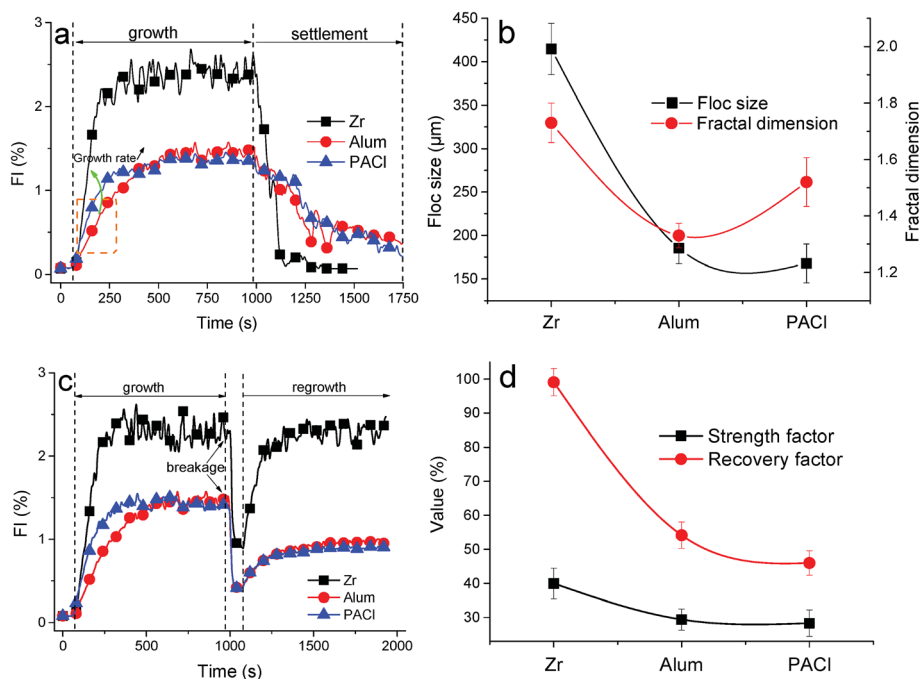 a
growth
settlement
3
2
1
0
FI (%)
Zr
Alum
PACl
Growth rate
0 250 500 750 1000 1250 1500 1750
Time (s)
b
450
400
350
300
250
200
150
Floc size (μm)
Floc size
Fractal dimension
2.0
1.8
1.6
1.4
1.2
Fractal dimension
Zr Alum PACl
c
growth
regrowth
3
2
1
0
FI (%)
breakage
Zr
Alum
PACl
0 500 1000 1500 2000
Time (s)
d
100
90
80
70
60
50
40
30
Value (%)
Strength factor
Recovery factor
Zr Alum PACl